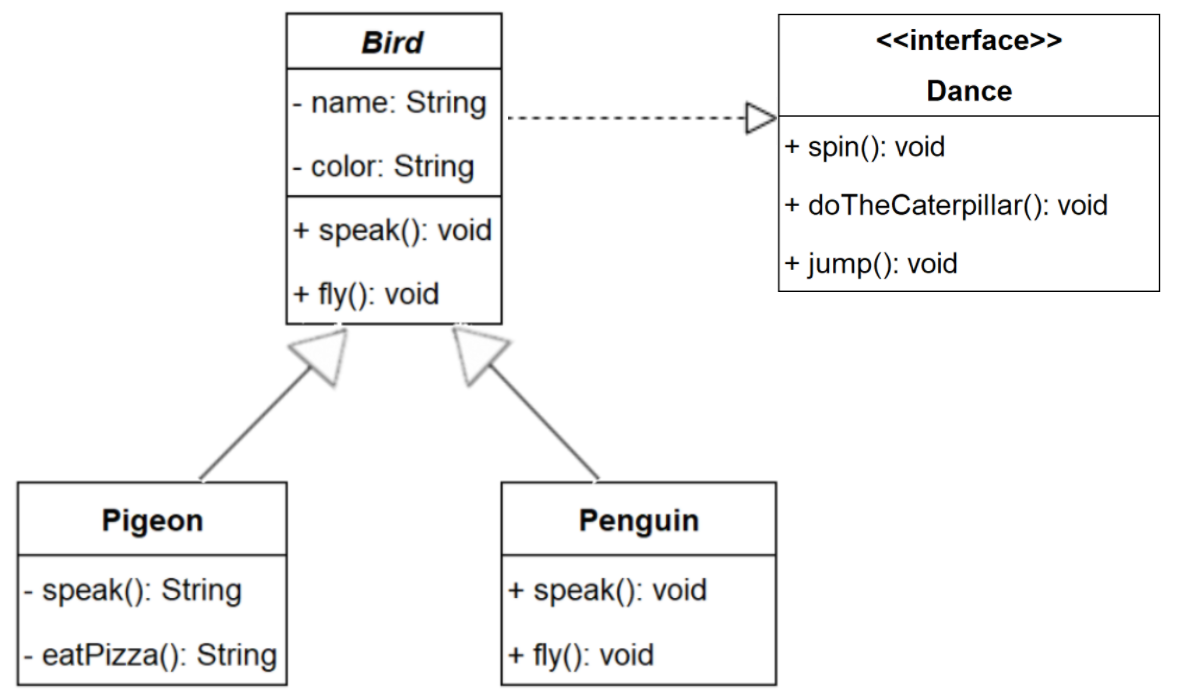 Bird
- name: String
- color: String
+ speak(): void
+ fly(): void
<<interface>>
Dance
+ spin(): void
+ doTheCaterpillar(): void
+ jump(): void
Pigeon
- speak(): String
- eatPizza(): String
Penguin
+ speak(): void
+ fly(): void